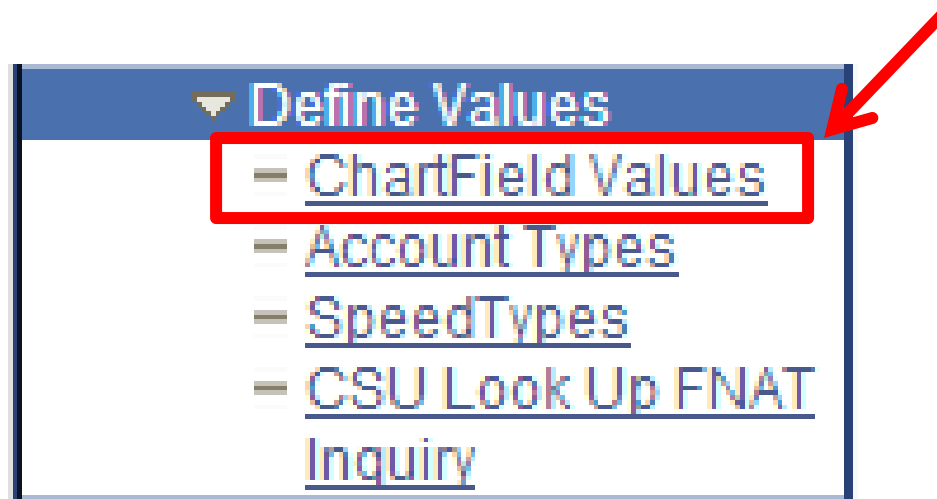 Define Values
ChartField Values
Account Types
SpeedTypes
CSU Look Up FNAT
Inquiry